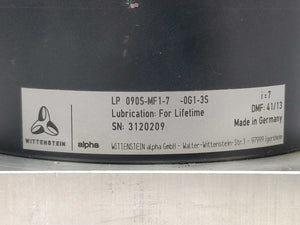 LP 090S-MF1-7 -0G1-3S i=7
Lubrication: For Lifetime DMF: 41/13
SN: 3120209 Made in Germany
WITTENSTEIN alpha WITTENSTEIN alpha GmbH - Walter-Wittenstein-Str.1 - 97999 Igersheim